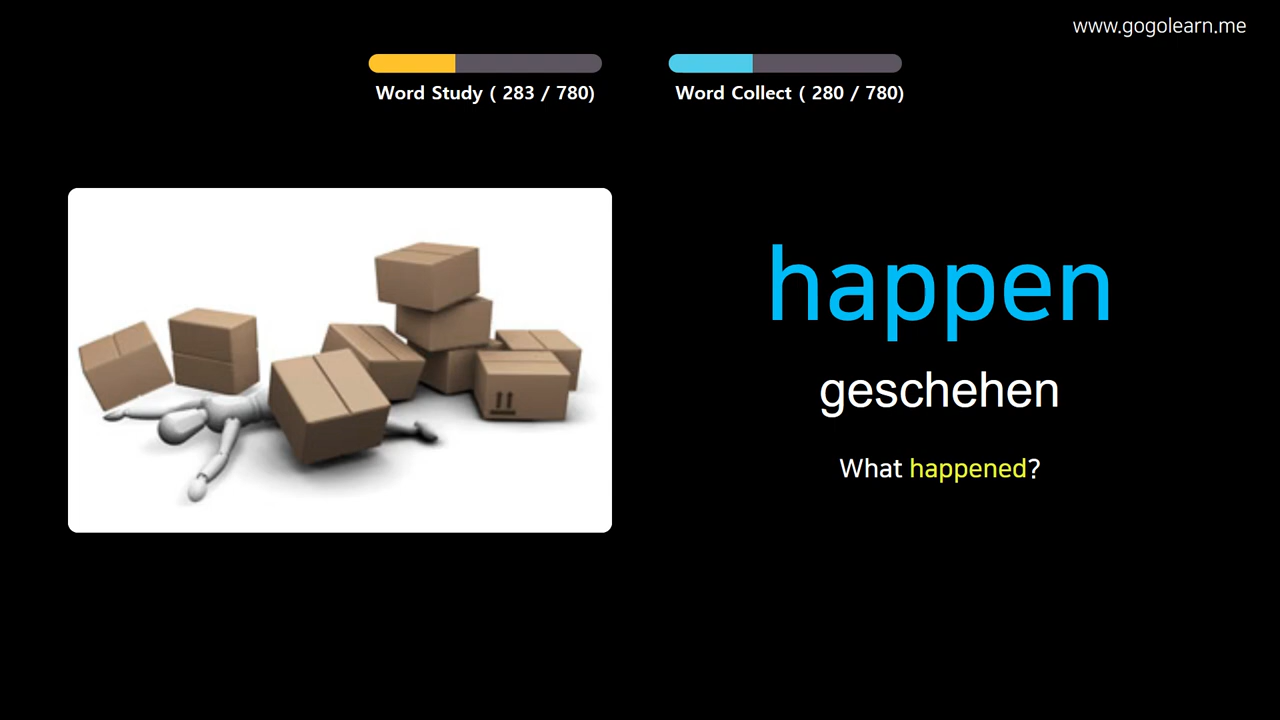 www.gogolearn.me
Word Study ( 283 / 780)
Word Collect ( 280 / 780)
happen
geschehen
What happened?